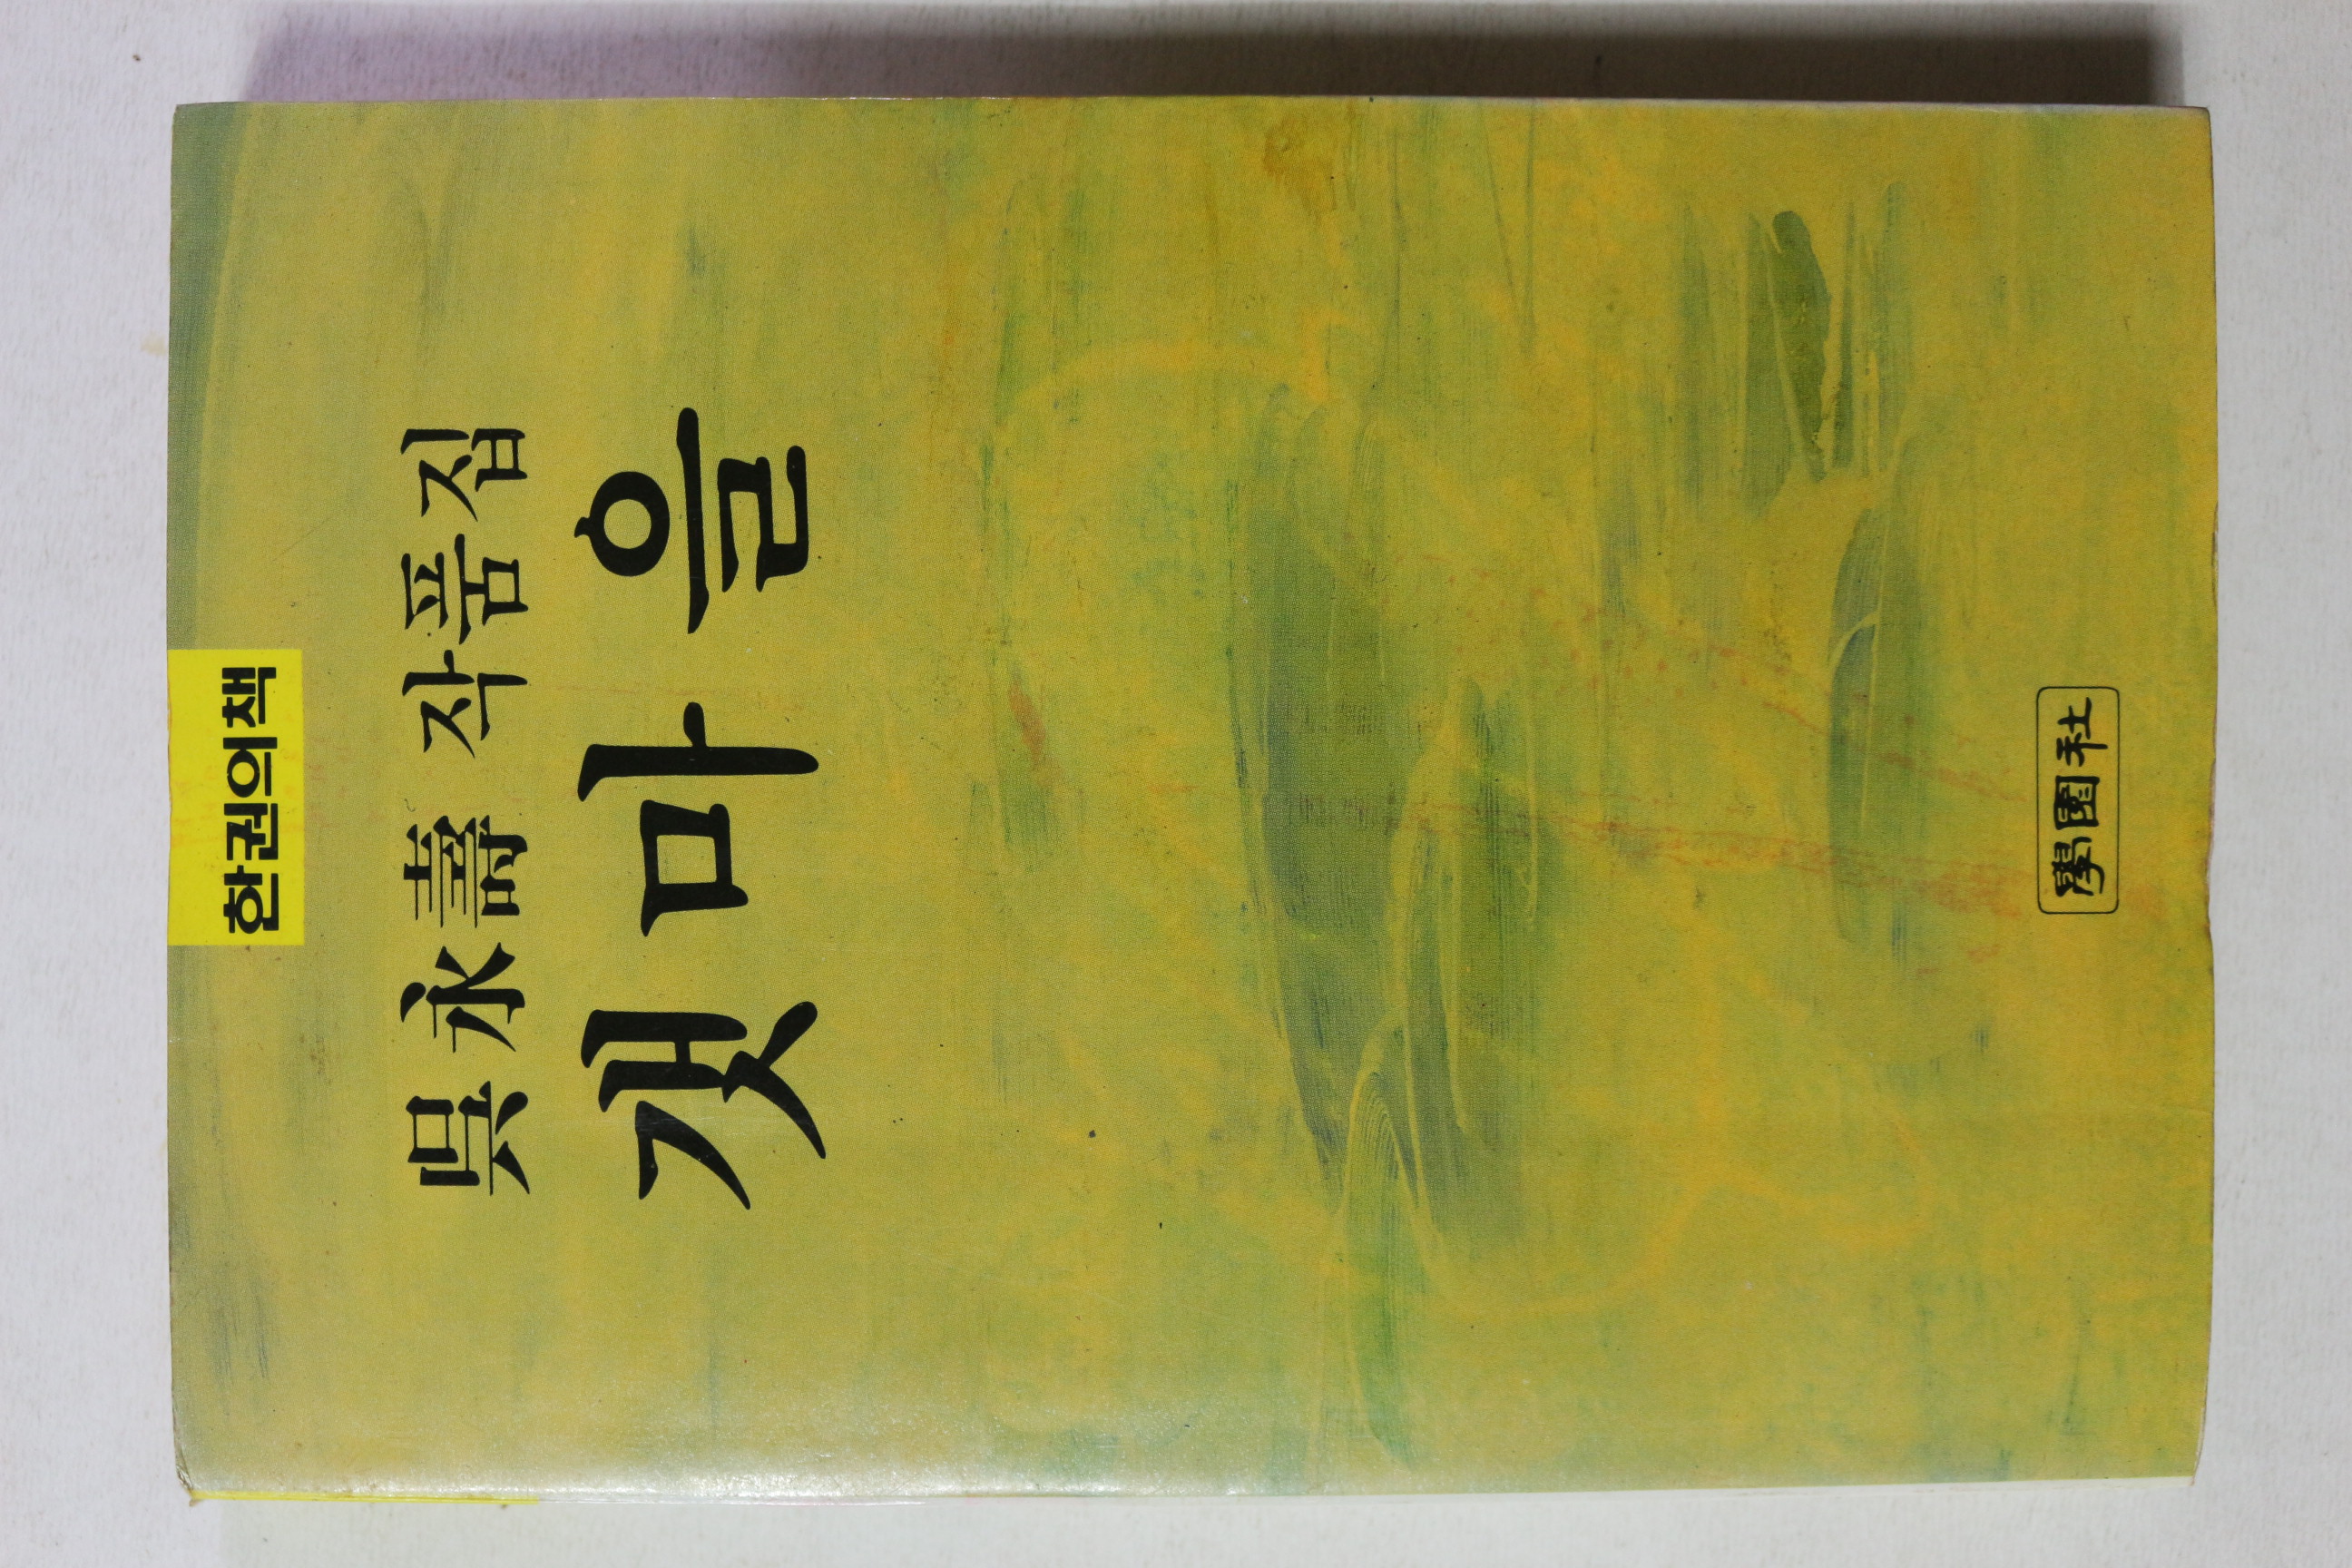 한권의책
吳永壽 작품집
갯마을
學園社